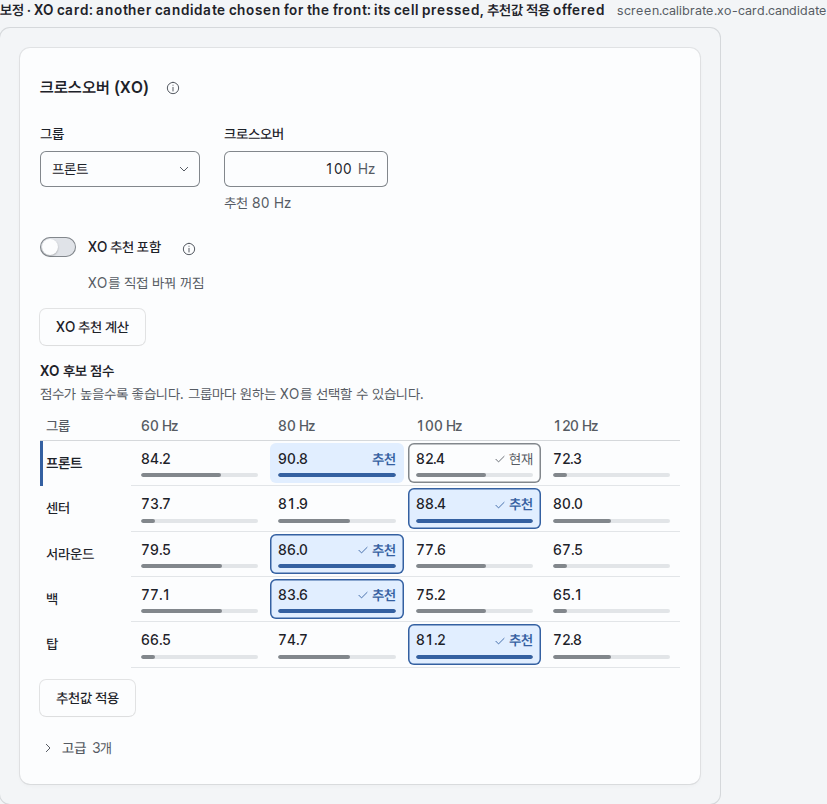 보정 · XO card: another candidate chosen for the front: its cell pressed, 추천값 적용 offered screen.calibrate.xo-card.candidate
크로스오버 (XO)
그룹 크로스오버
프론트 100 Hz
추천 80 Hz
XO 추천 포함
XO를 직접 바꿔 꺼짐
XO 추천 계산
XO 후보 점수
점수가 높을수록 좋습니다. 그룹마다 원하는 XO를 선택할 수 있습니다.
그룹 60 Hz 80 Hz 100 Hz 120 Hz
프론트 84.2 90.8 추천 82.4 ✓ 현재 72.3
센터 73.7 81.9 88.4 ✓ 추천 80.0
서라운드 79.5 86.0 ✓ 추천 77.6 67.5
백 77.1 83.6 ✓ 추천 75.2 65.1
탑 66.5 74.7 81.2 ✓ 추천 72.8
추천값 적용
고급 3개